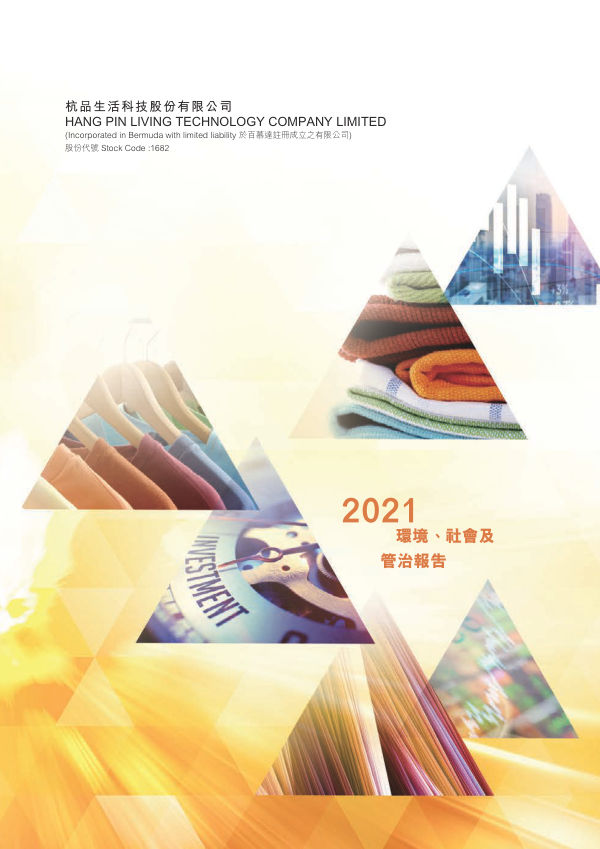 杭品生活科技股份有限公司
HANG PIN LIVING TECHNOLOGY COMPANY LIMITED
(Incorporated in Bermuda with limited liability 於百慕達註冊成立之有限公司)
股份代號 Stock Code :1682
+3%
INVESTMENT
2021
環境、社會及
管治報告